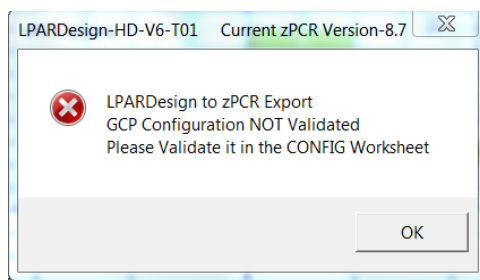 LPARDesign-HD-V6-T01 Current zPCR Version-8.7
LPARDesign to zPCR Export
GCP Configuration NOT Validated
Please Validate it in the CONFIG Worksheet
OK